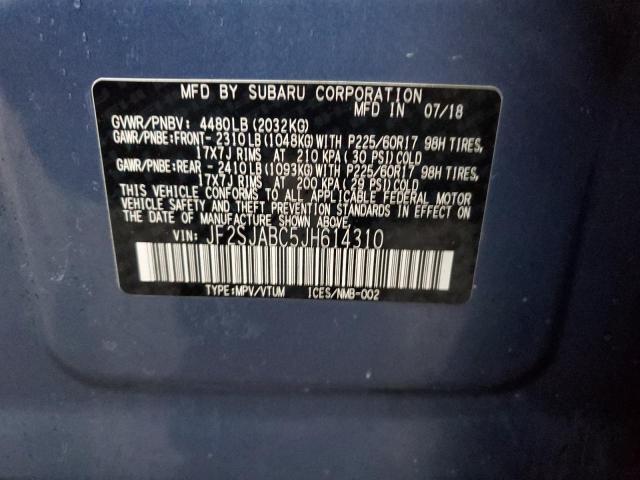 MFD BY SUBARU CORPORATION
MFD IN 07/18
GVWR/PNBV: 4480LB (2032KG)
GAWR/PNBE:FRONT- 2310LB(1048KG)WITH P225/60R17 98H TIRES,
17X7J RIMS AT 210 KPA (30 PSI)COLD
GAWR/PNBE:REAR - 2410LB(1093KG)WITH P225/60R17 98H TIRES,
17X7J RIMS AT 200 KPA (29 PSI)COLD
THIS VEHICLE CONFORMS TO ALL APPLICABLE FEDERAL MOTOR
VEHICLE SAFETY AND THEFT PREVENTION STANDARDS IN EFFECT ON
THE DATE OF MANUFACTURE SHOWN ABOVE.
VIN: JF2SJABC5JH614310
TYPE:MPV/VTUM ICES/NMB-002